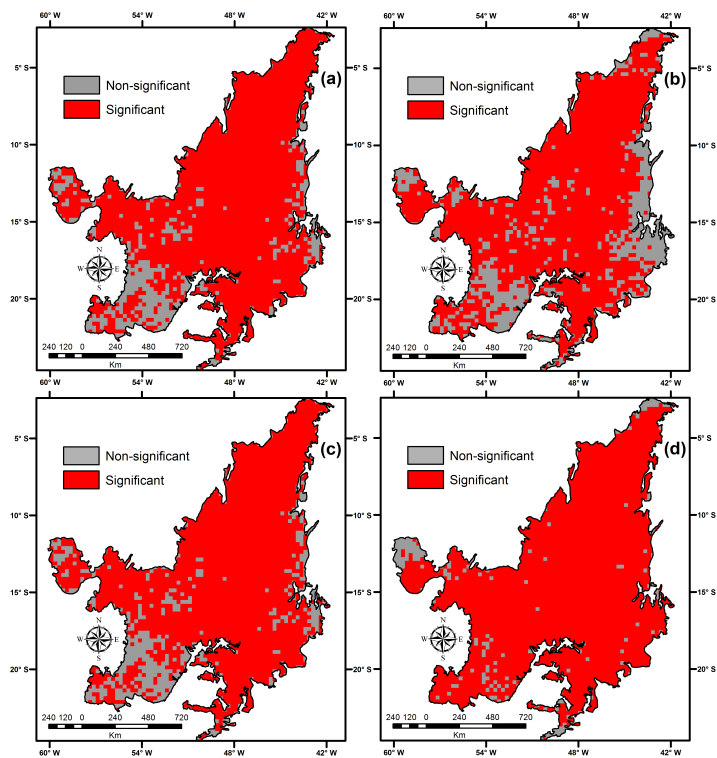 60° W 54° W 48° W 42° W 60° W 54° W 48° W 42° W
(a) (b)
5° S 5° S
Non-significant Non-significant
Significant Significant
10° S 10° S
15° S 15° S
N N
W E W E
S S
20° S 20° S
240 120 0 240 480 720 240 120 0 240 480 720
Km Km
60° W 54° W 48° W 42° W 60° W 54° W 48° W 42° W
5° S 5° S
(c) (d)
Non-significant Non-significant
Significant Significant
10° S 10° S
15° S 15° S
N N
W E W E
S S
20° S 20° S
240 120 0 240 480 720 240 120 0 240 480 720
Km Km
60° W 54° W 48° W 42° W 60° W 54° W 48° W 42° W